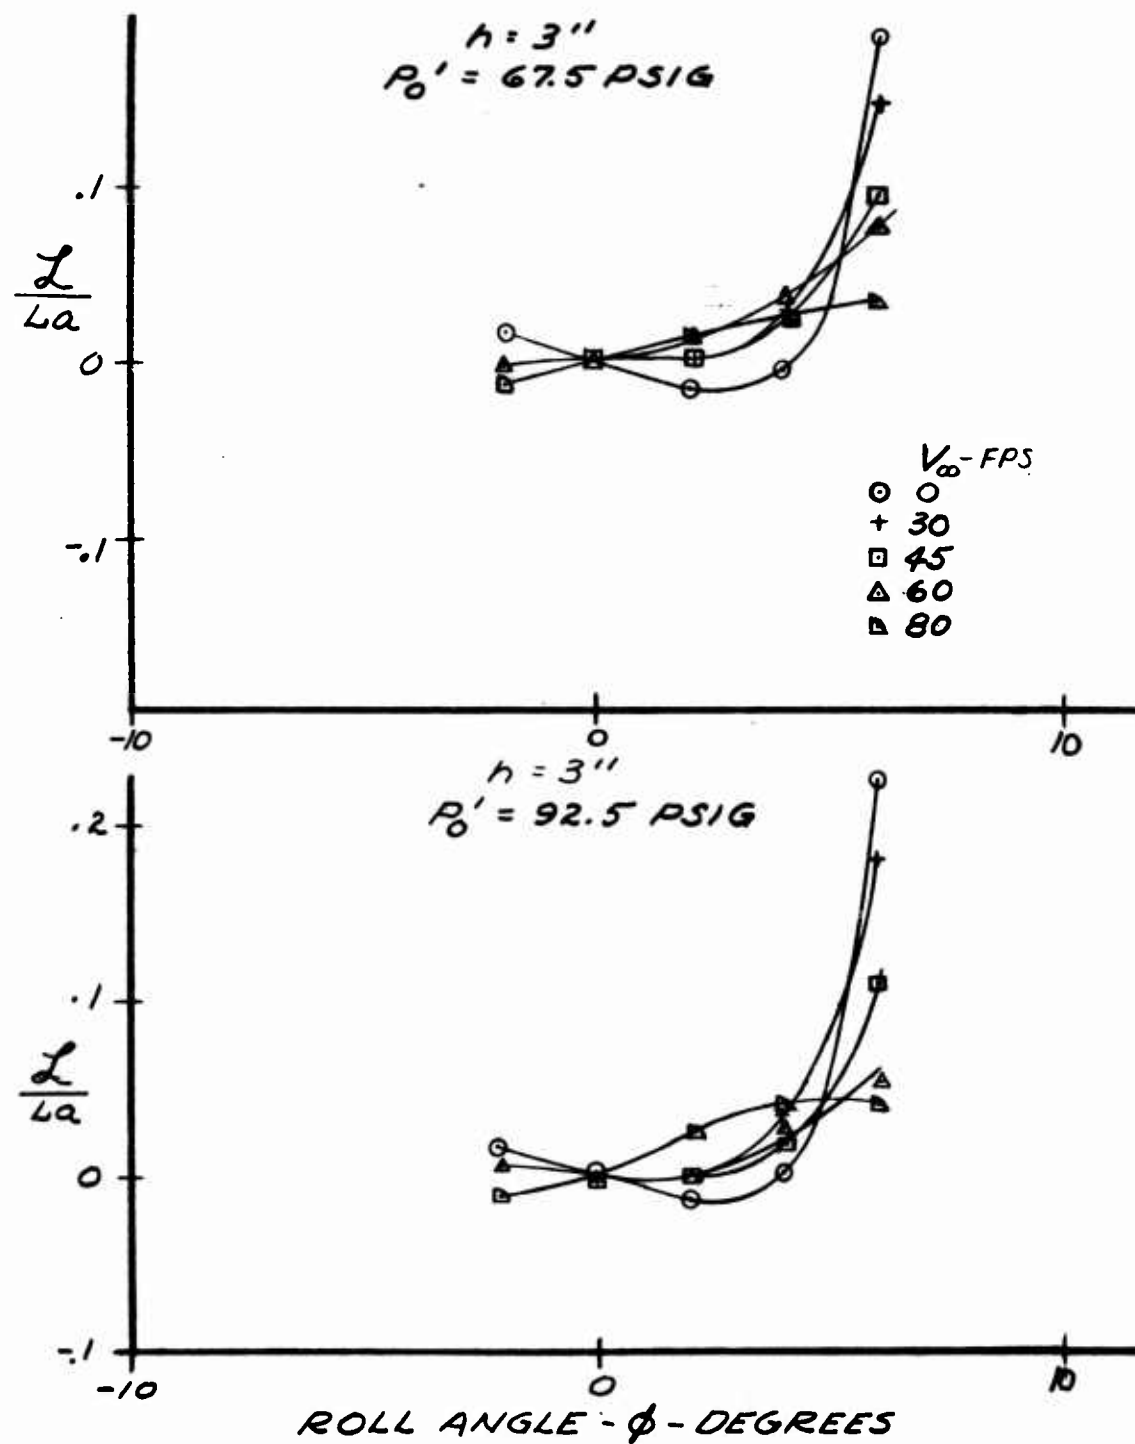 h = 3"
P₀' = 67.5 PSIG
.1
ℒ
La
0
-.1
V∞-FPS
0
30
45
60
80
-10
0
10
h = 3"
P₀' = 92.5 PSIG
.2
.1
ℒ
La
0
-.1
-10
0
10
ROLL ANGLE - ϕ - DEGREES